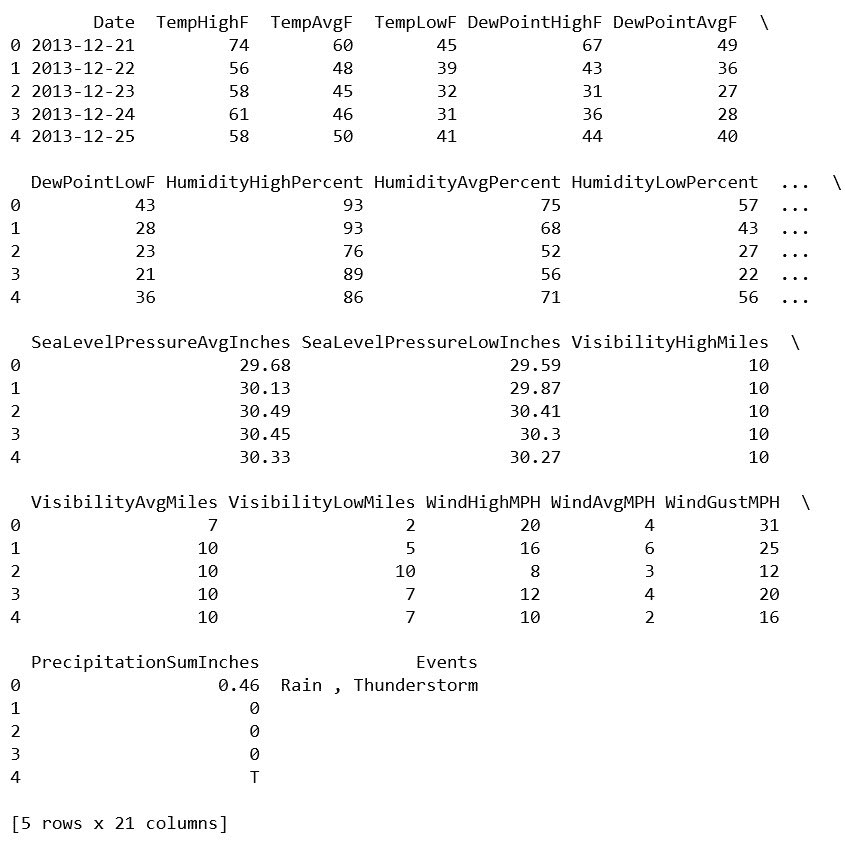 Date TempHighF TempAvgF TempLowF DewPointHighF DewPointAvgF \
0 2013-12-21 74 60 45 67 49
1 2013-12-22 56 48 39 43 36
2 2013-12-23 58 45 32 31 27
3 2013-12-24 61 46 31 36 28
4 2013-12-25 58 50 41 44 40
DewPointLowF HumidityHighPercent HumidityAvgPercent HumidityLowPercent ... \
0 43 93 75 57 ...
1 28 93 68 43 ...
2 23 76 52 27 ...
3 21 89 56 22 ...
4 36 86 71 56 ...
SeaLevelPressureAvgInches SeaLevelPressureLowInches VisibilityHighMiles \
0 29.68 29.59 10
1 30.13 29.87 10
2 30.49 30.41 10
3 30.45 30.3 10
4 30.33 30.27 10
VisibilityAvgMiles VisibilityLowMiles WindHighMPH WindAvgMPH WindGustMPH \
0 7 2 20 4 31
1 10 5 16 6 25
2 10 10 8 3 12
3 10 7 12 4 20
4 10 7 10 2 16
PrecipitationSumInches Events
0 0.46 Rain , Thunderstorm
1 0
2 0
3 0
4 T
[5 rows x 21 columns]